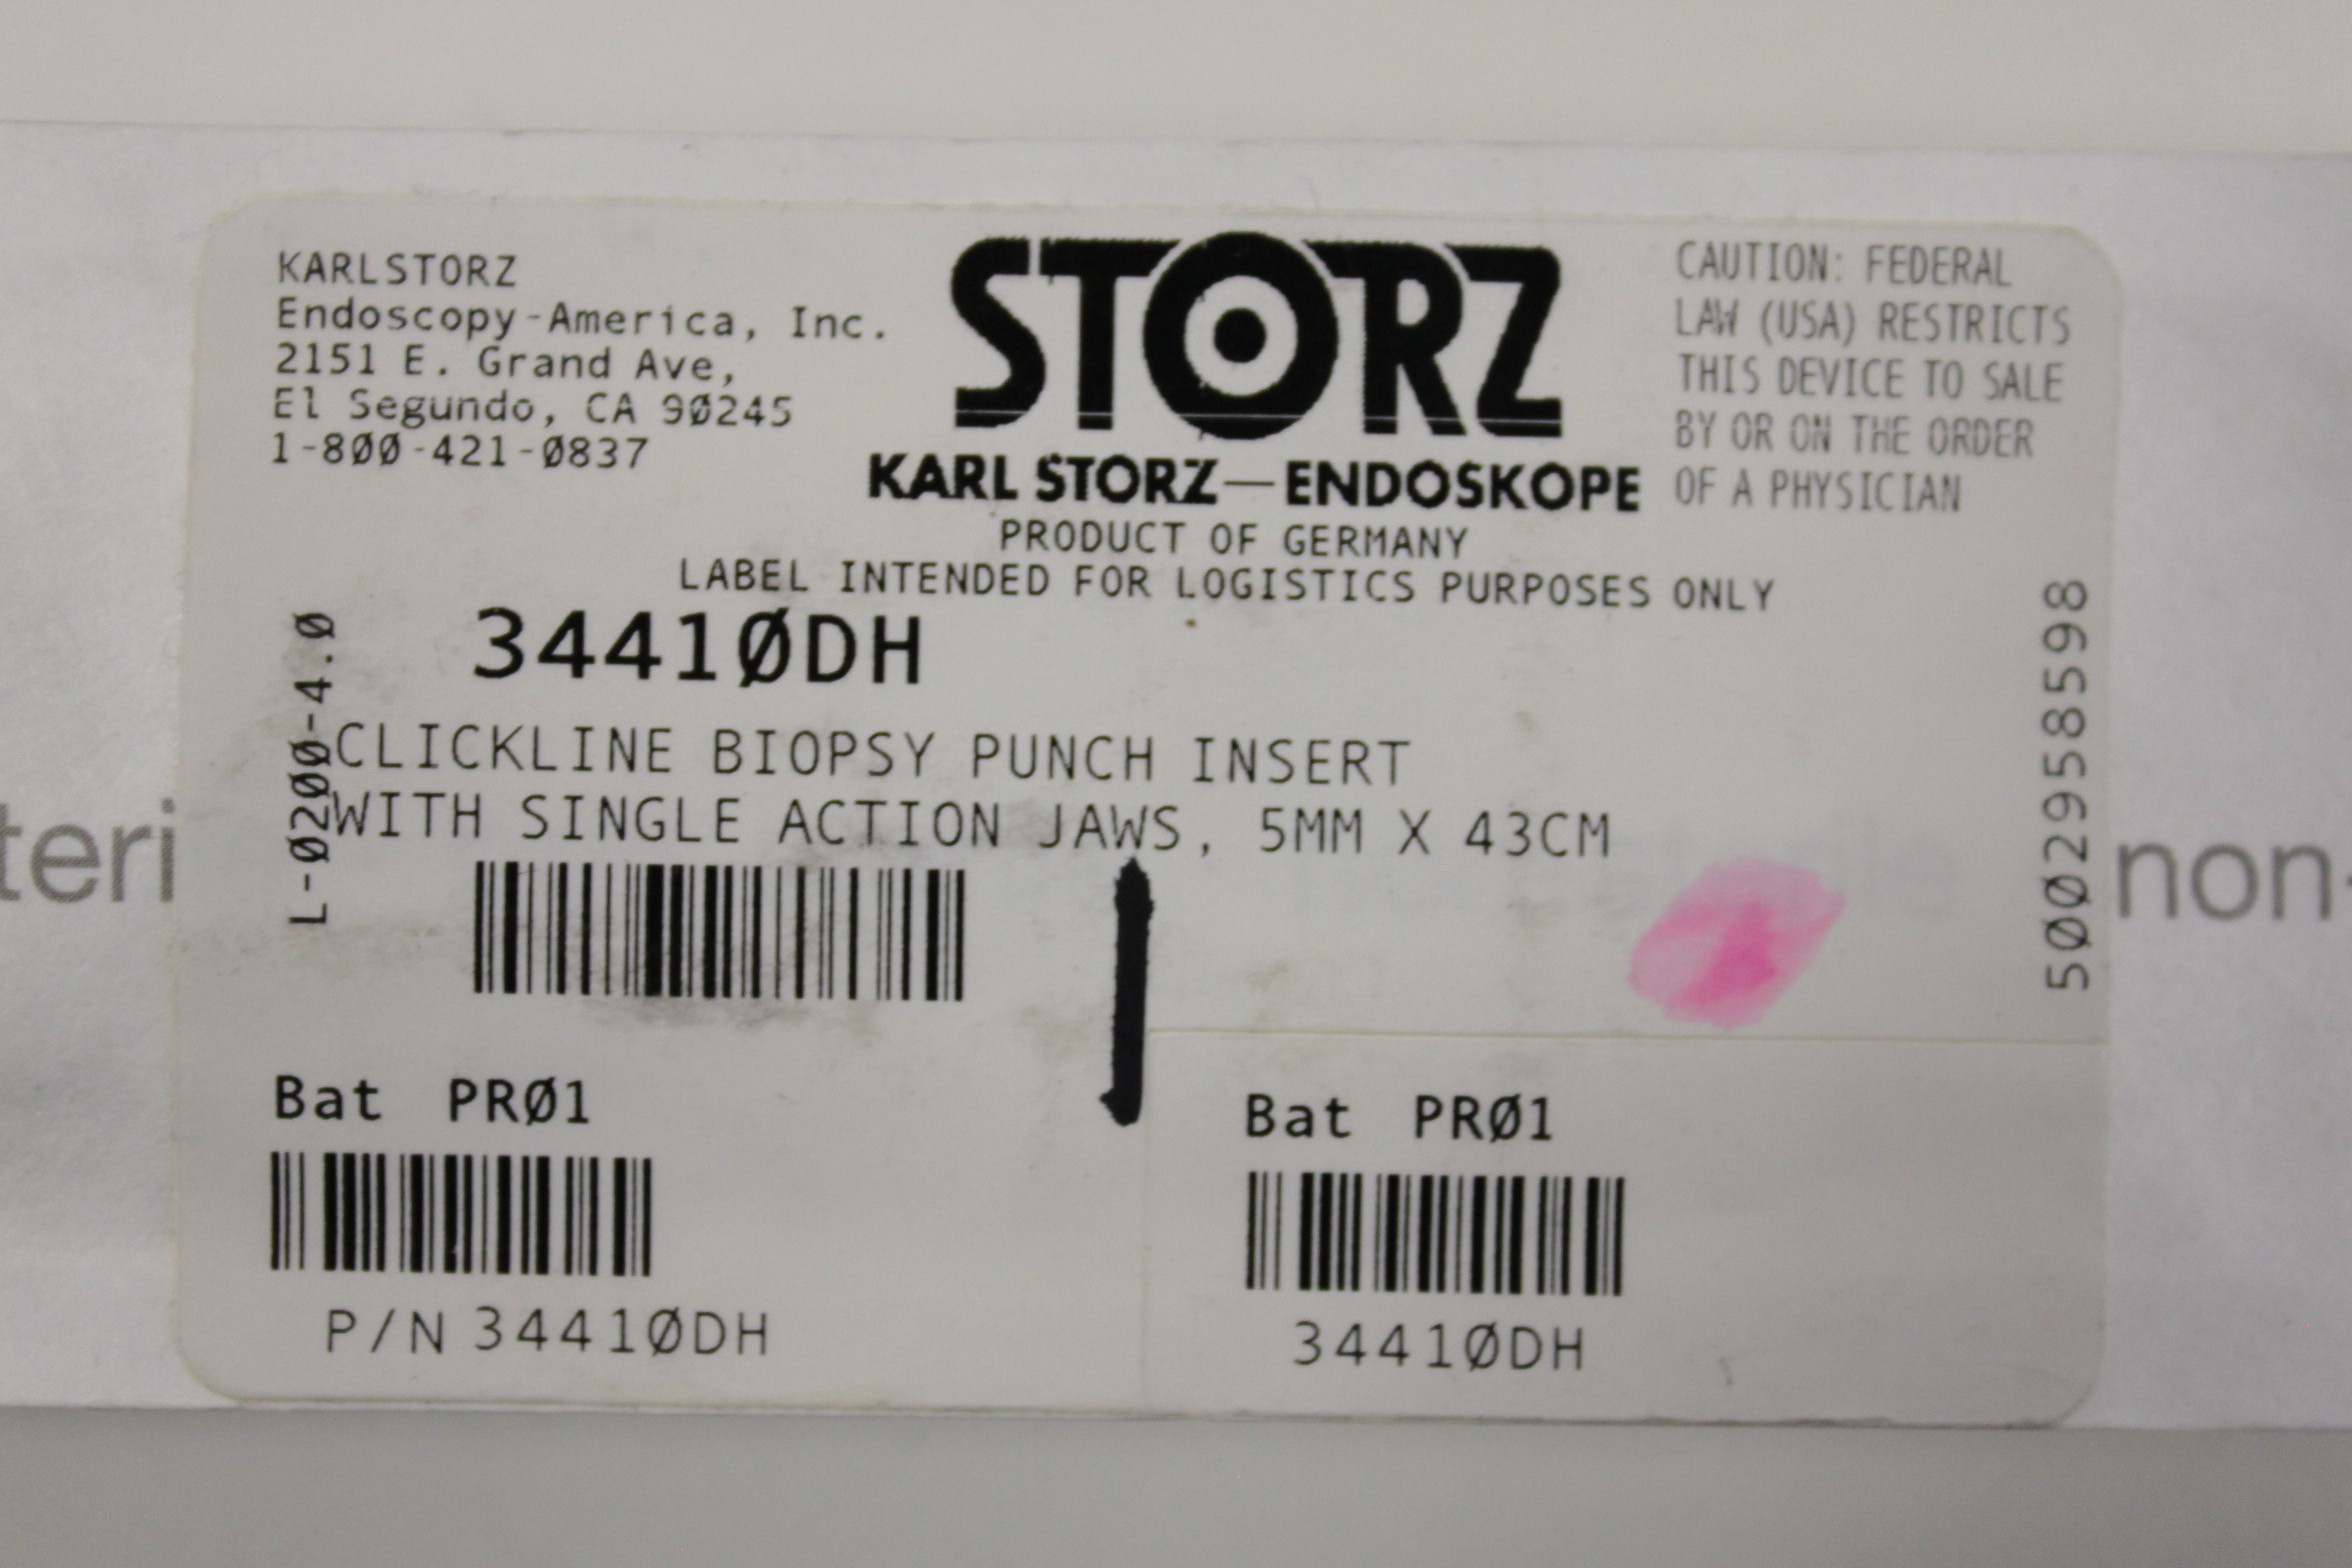 KARLSTORZ
Endoscopy-America, Inc.
2151 E. Grand Ave,
El Segundo, CA 90245
1-800-421-0837
STORZ
KARL STORZ—ENDOSKOPE
CAUTION: FEDERAL
LAW (USA) RESTRICTS
THIS DEVICE TO SALE
BY OR ON THE ORDER
OF A PHYSICIAN
PRODUCT OF GERMANY
LABEL INTENDED FOR LOGISTICS PURPOSES ONLY
34410DH
L-0200-4.0
CLICKLINE BIOPSY PUNCH INSERT
WITH SINGLE ACTION JAWS, 5MM X 43CM
5002958598
teri
non-
Bat PR01
P/N 34410DH
Bat PR01
34410DH